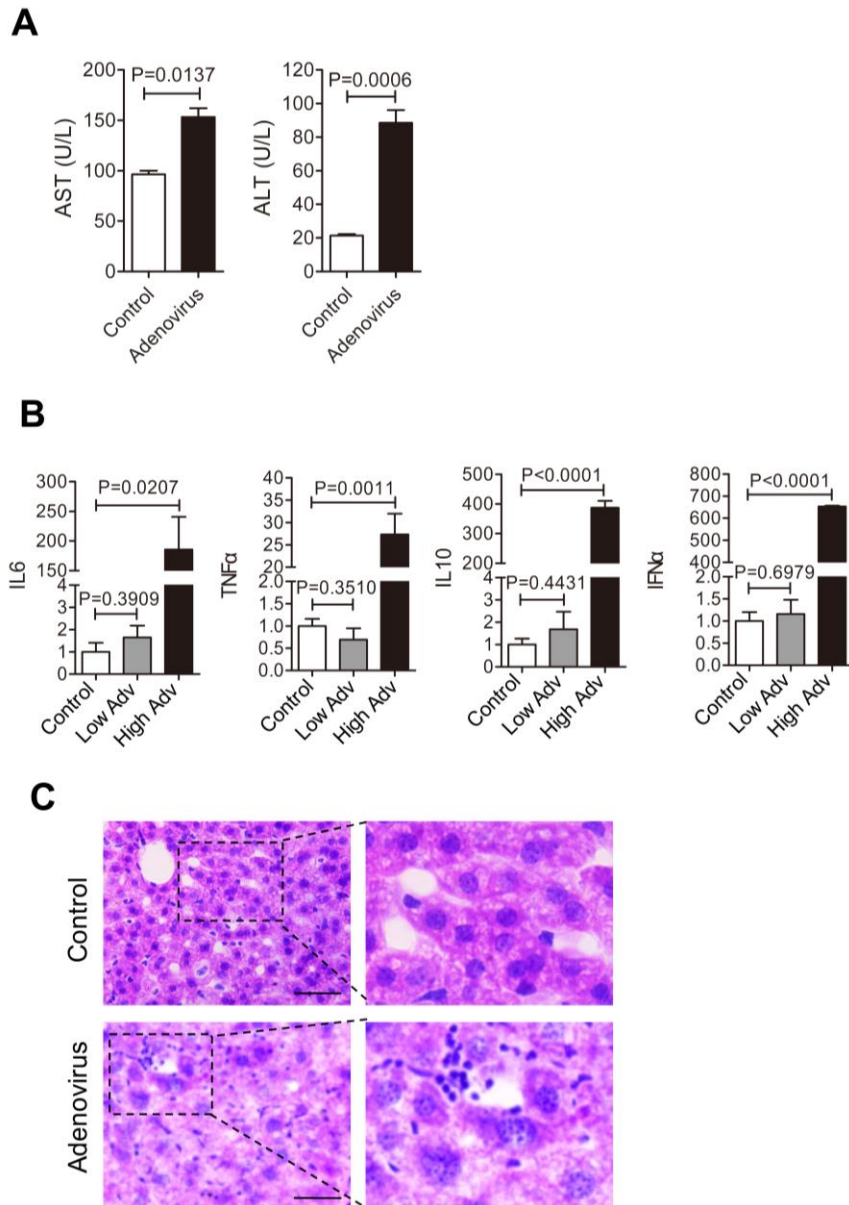 A
200
150
100
50
0
AST (U/L)
P=0.0137
Control
Adenovirus
120
100
80
60
40
20
0
ALT (U/L)
P=0.0006
Control
Adenovirus
B
300
250
200
150
4
3
2
1
0
IL6
P=0.0207
P=0.3909
Control
Low Adv
High Adv
40
35
30
25
20
2.0
1.5
1.0
0.5
0.0
TNFα
P=0.0011
P=0.3510
Control
Low Adv
High Adv
500
400
300
200
4
3
2
1
0
IL10
P<0.0001
P=0.4431
Control
Low Adv
High Adv
800
700
600
500
400
2.0
1.5
1.0
0.5
0.0
IFNα
P<0.0001
P=0.6979
Control
Low Adv
High Adv
C
Control
Adenovirus